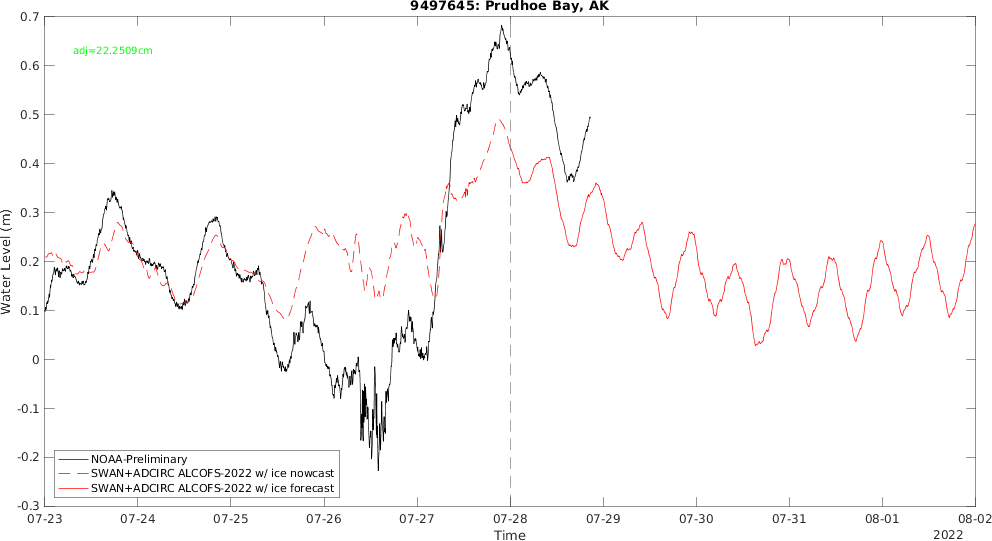 9497645: Prudhoe Bay, AK
adj=22.2509cm
Water Level (m)
0.7
0.6
0.5
0.4
0.3
0.2
0.1
0
-0.1
-0.2
-0.3
NOAA-Preliminary
SWAN+ADCIRC ALCOFS-2022 w/ ice nowcast
SWAN+ADCIRC ALCOFS-2022 w/ ice forecast
07-23 07-24 07-25 07-26 07-27 07-28 07-29 07-30 07-31 08-01 08-02
Time
2022